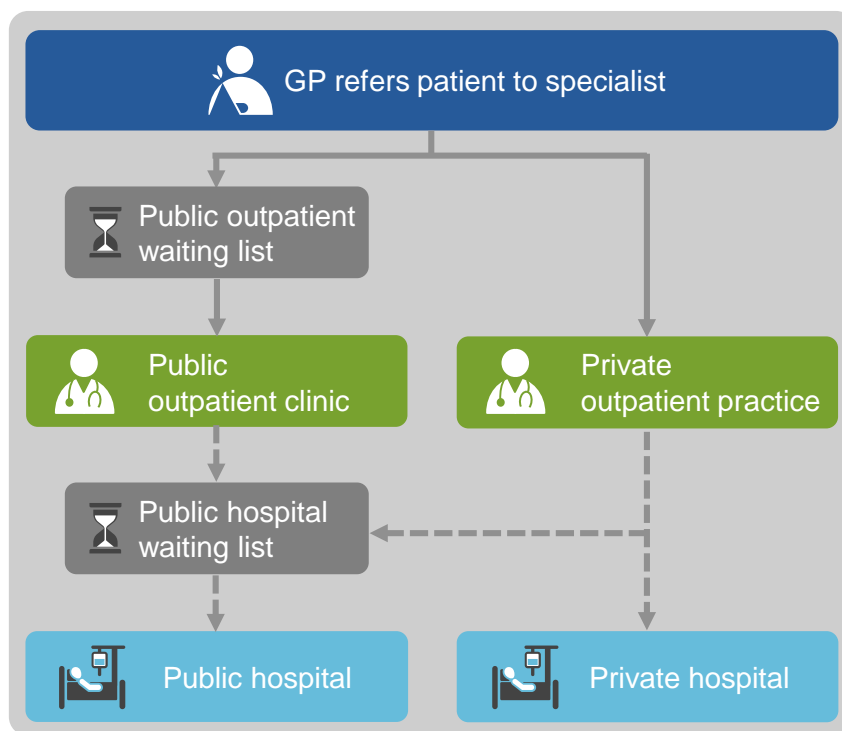 GP refers patient to specialist
Public outpatient
waiting list
Public
outpatient clinic
Private
outpatient practice
Public hospital
waiting list
Public hospital
Private hospital